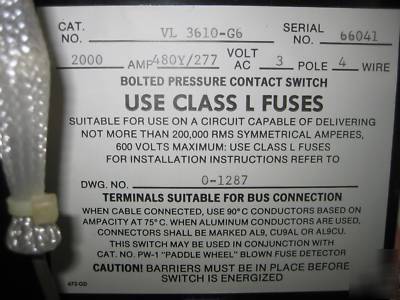 CAT. NO. VL 3610-G6 SERIAL NO. 66041
2000 AMP 480Y/277 VOLT AC 3 POLE 4 WIRE
BOLTED PRESSURE CONTACT SWITCH
USE CLASS L FUSES
SUITABLE FOR USE ON A CIRCUIT CAPABLE OF DELIVERING
NOT MORE THAN 200,000 RMS SYMMETRICAL AMPERES,
600 VOLTS MAXIMUM: USE CLASS L FUSES
FOR INSTALLATION INSTRUCTIONS REFER TO
DWG. NO. 0-1287
TERMINALS SUITABLE FOR BUS CONNECTION
WHEN CABLE CONNECTED, USE 90°C CONDUCTORS BASED ON
AMPACITY AT 75°C. WHEN ALUMINUM CONDUCTORS ARE USED,
CONNECTORS SHALL BE MARKED AL9, CU9AL OR AL9CU.
THIS SWITCH MAY BE USED IN CONJUNCTION WITH
CAT. NO. PW-1 "PADDLE WHEEL" BLOWN FUSE DETECTOR
CAUTION! BARRIERS MUST BE IN PLACE BEFORE
SWITCH IS ENERGIZED